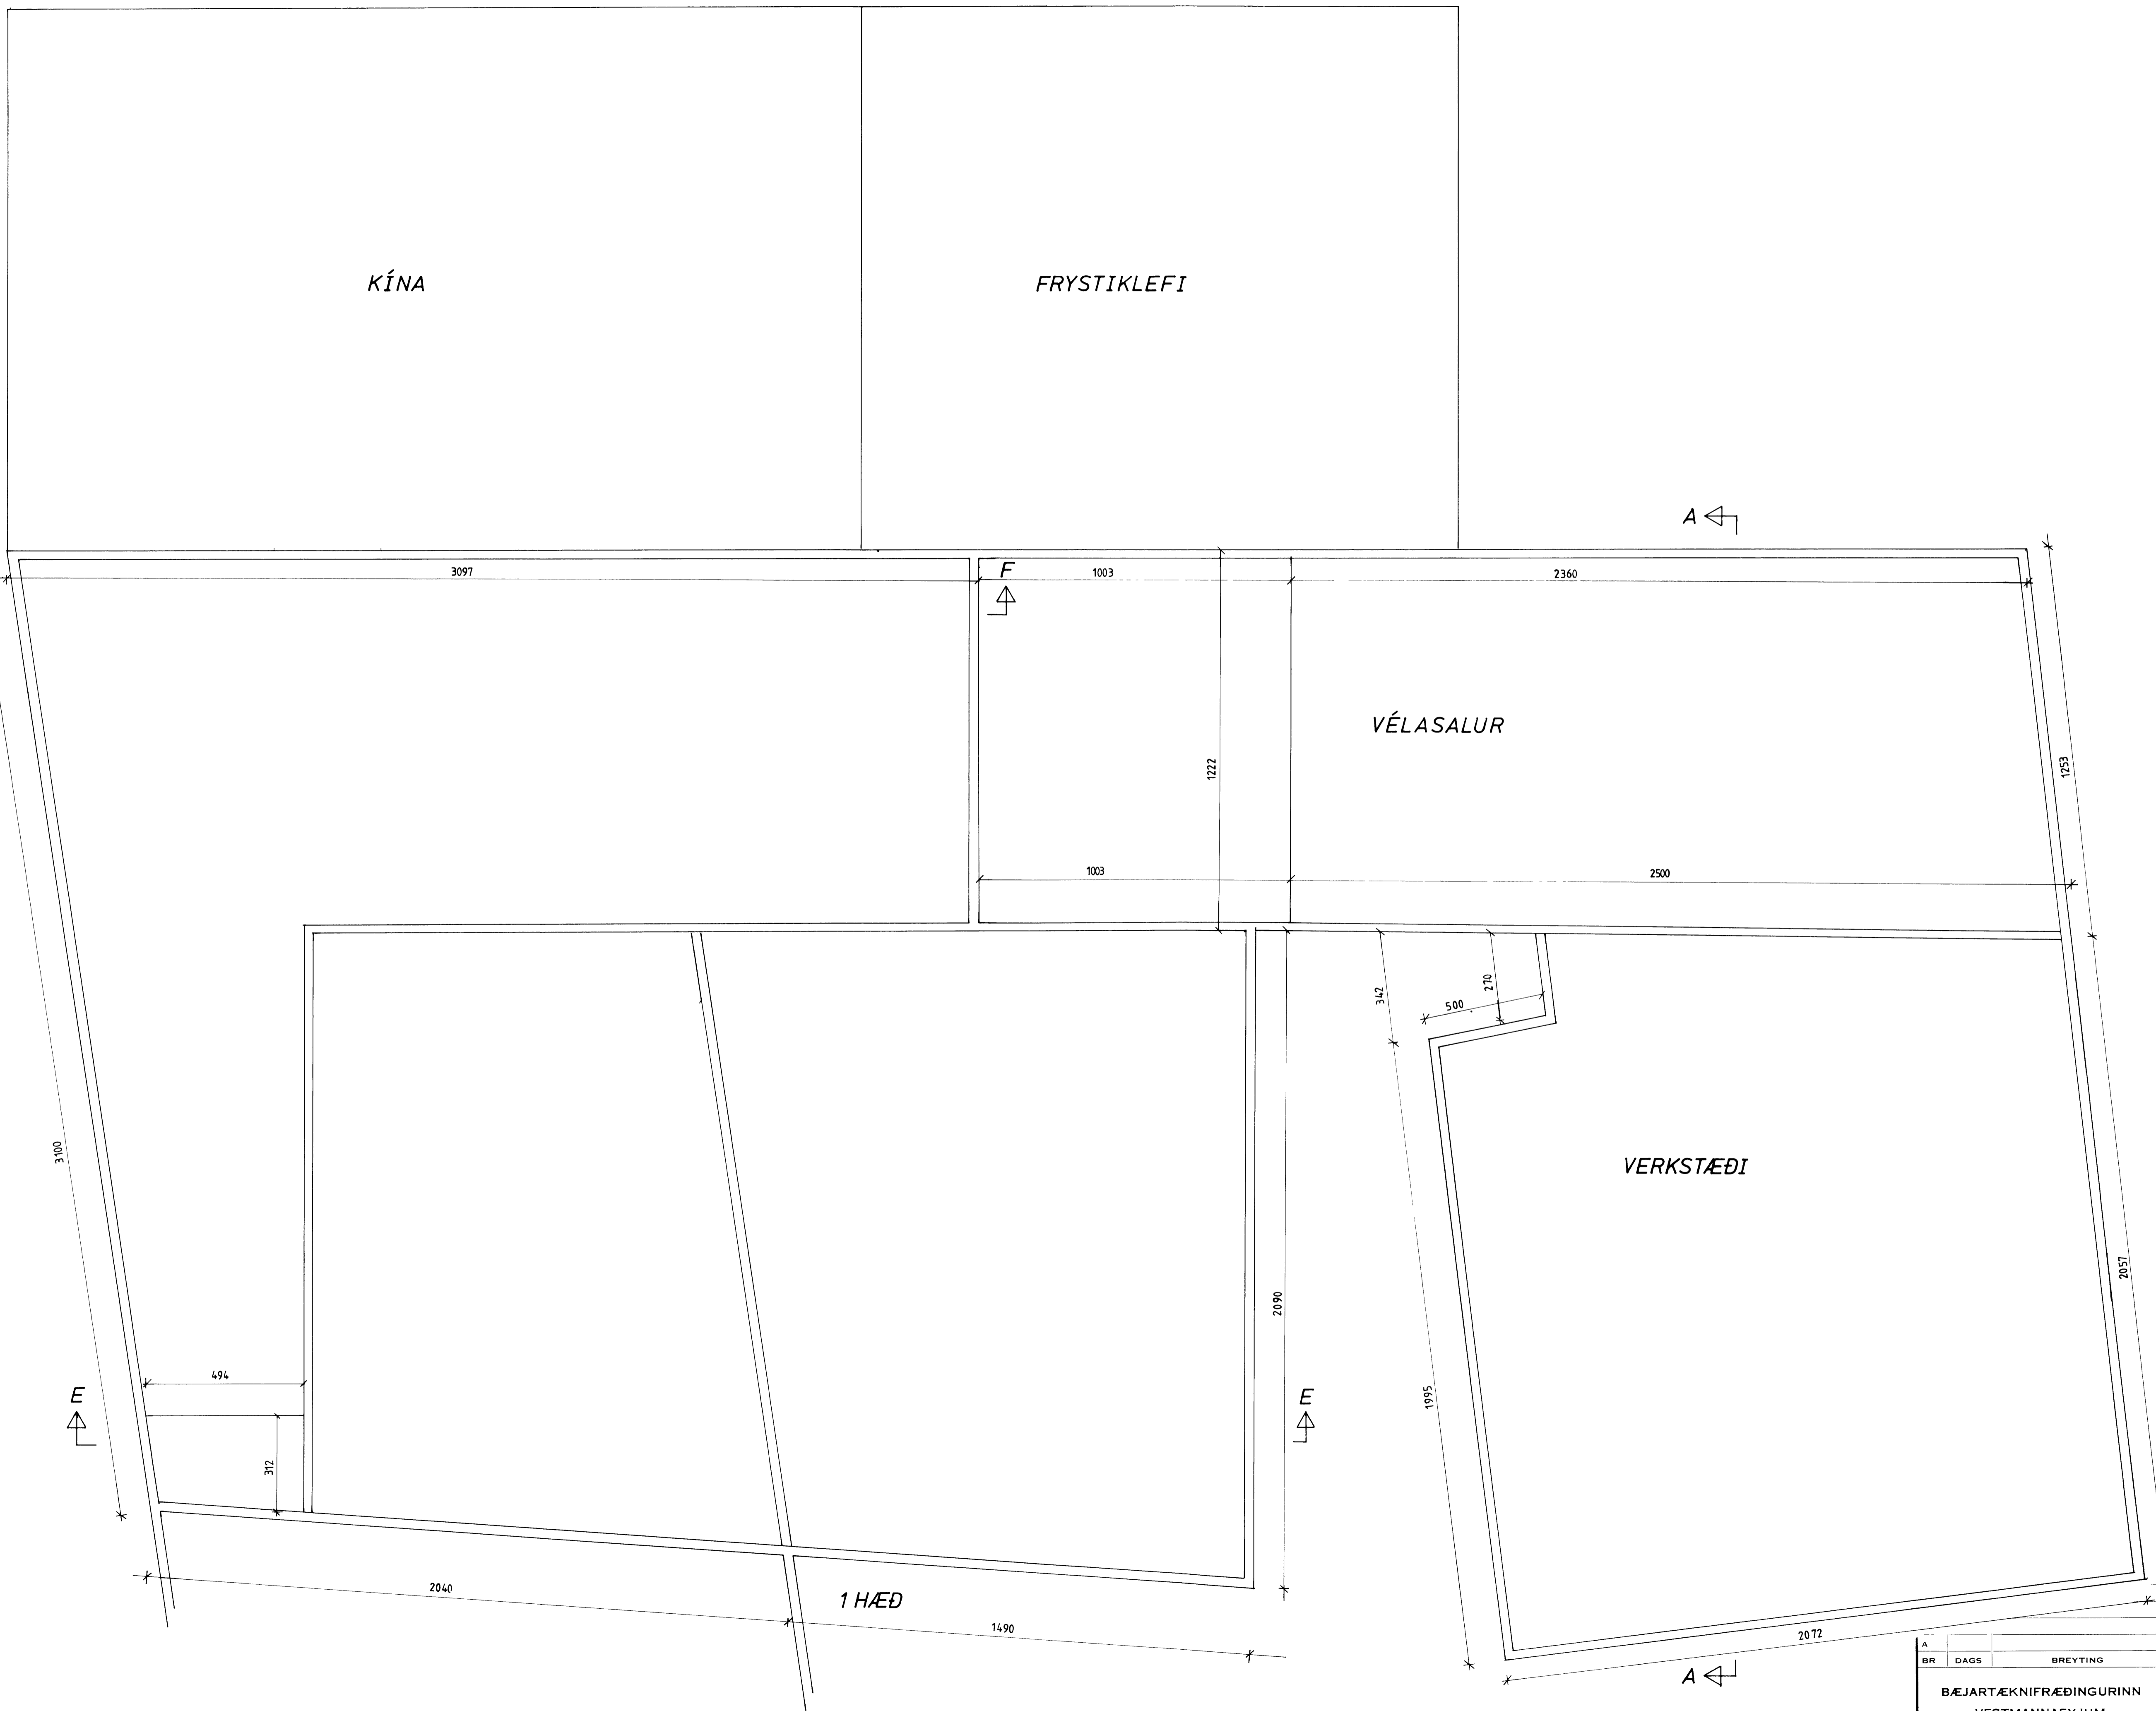 KÍNA
FRYSTIKLEFI
A
3097
F
1003
2360
VÉLASALUR
1222
1253
1003
2500
342
270
500
3100
VERKSTÆÐI
2057
2090
494
E
E
1995
312
2040
1 HÆÐ
1490
2072
A
A
BR DAGS BREYTING
BÆJARTÆKNIFRÆÐINGURINN